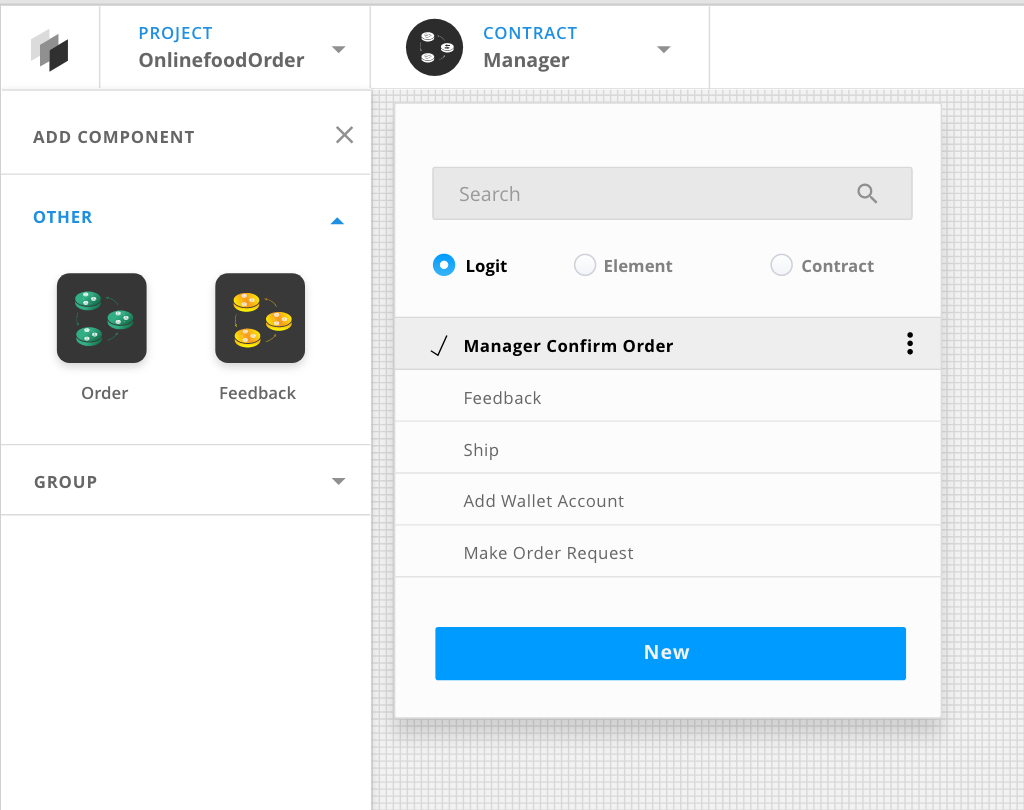 PROJECT
OnlinefoodOrder
CONTRACT
Manager
ADD COMPONENT
OTHER
Order
Feedback
GROUP
Search
Logit
Element
Contract
Manager Confirm Order
Feedback
Ship
Add Wallet Account
Make Order Request
New